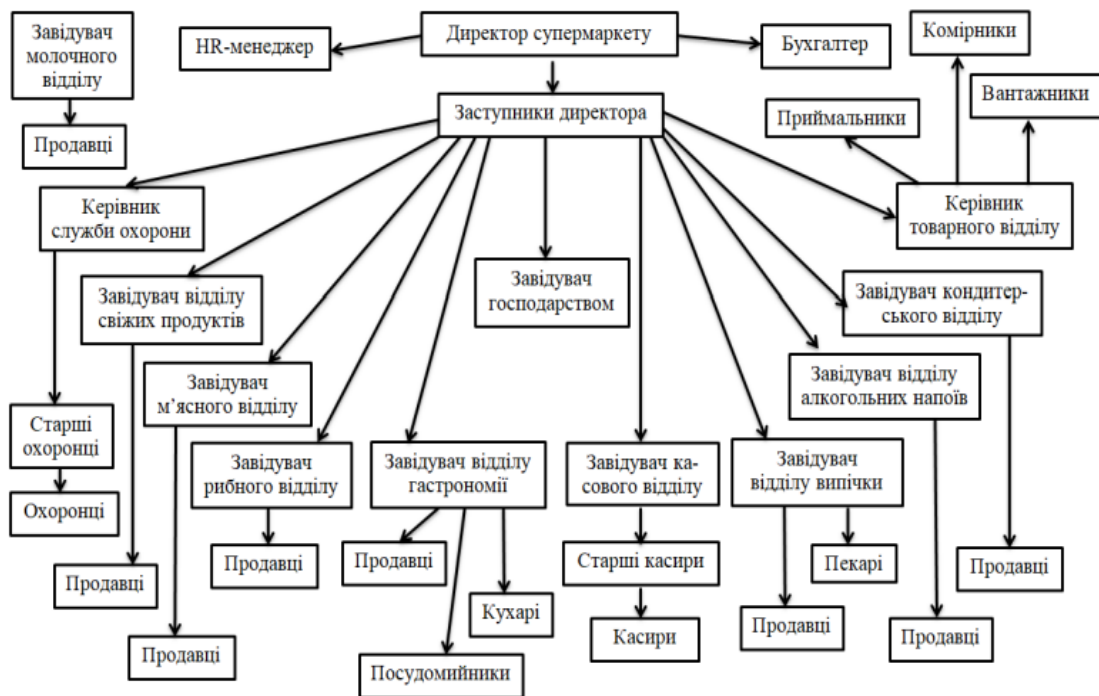 Завідувач
молочного
відділу
HR-менеджер
Директор супермаркету
Бухгалтер
Комірники
Вантажники
Заступники директора
Приймальники
Продавці
Керівник
служби охорони
Керівник
товарного відділу
Завідувач
господарством
Завідувач відділу
свіжих продуктів
Завідувач кондитер-
ського відділу
Завідувач
м’ясного відділу
Завідувач відділу
алкогольних напоїв
Старші
охоронці
Завідувач
рибного відділу
Завідувач відділу
гастрономії
Завідувач ка-
сового відділу
Завідувач
відділу випічки
Охоронці
Продавці
Продавці
Продавці
Старші касири
Пекарі
Продавці
Кухарі
Продавці
Касири
Продавці
Продавці
Посудомийники